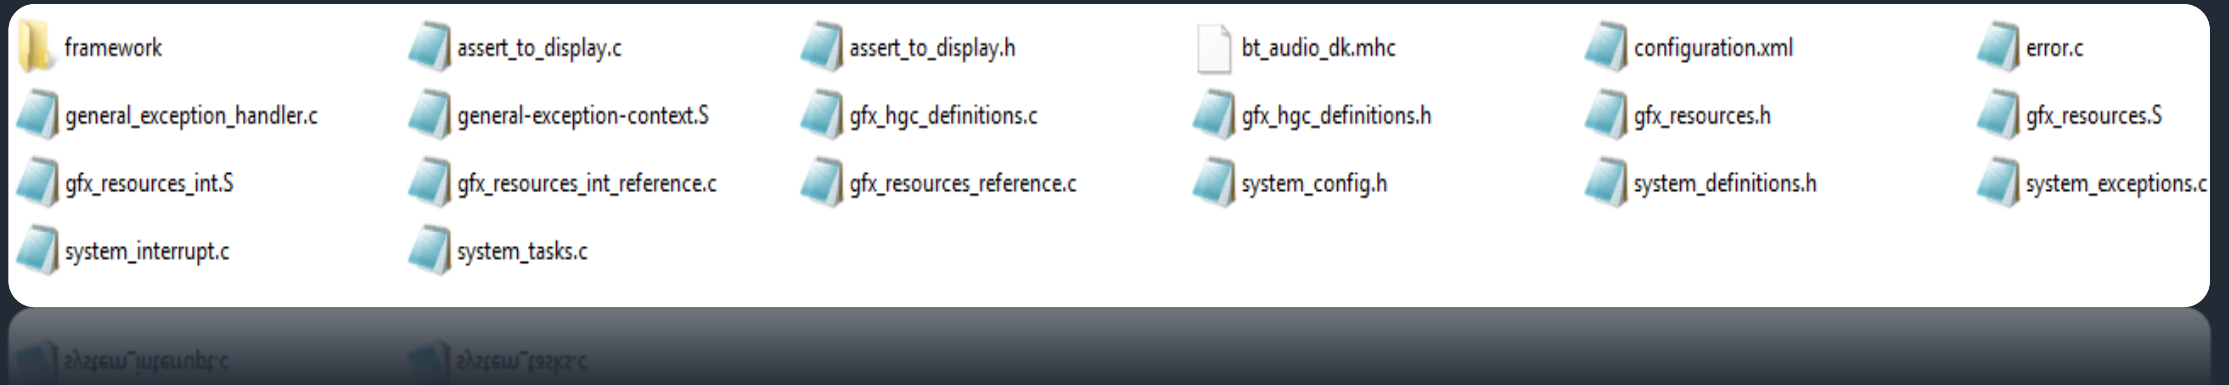 framework assert_to_display.c assert_to_display.h bt_audio_dk.mhc configuration.xml error.c
general_exception_handler.c general-exception-context.S gfx_hgc_definitions.c gfx_hgc_definitions.h gfx_resources.h gfx_resources.S
gfx_resources_int.S gfx_resources_int_reference.c gfx_resources_reference.c system_config.h system_definitions.h system_exceptions.c
system_interrupt.c system_tasks.c